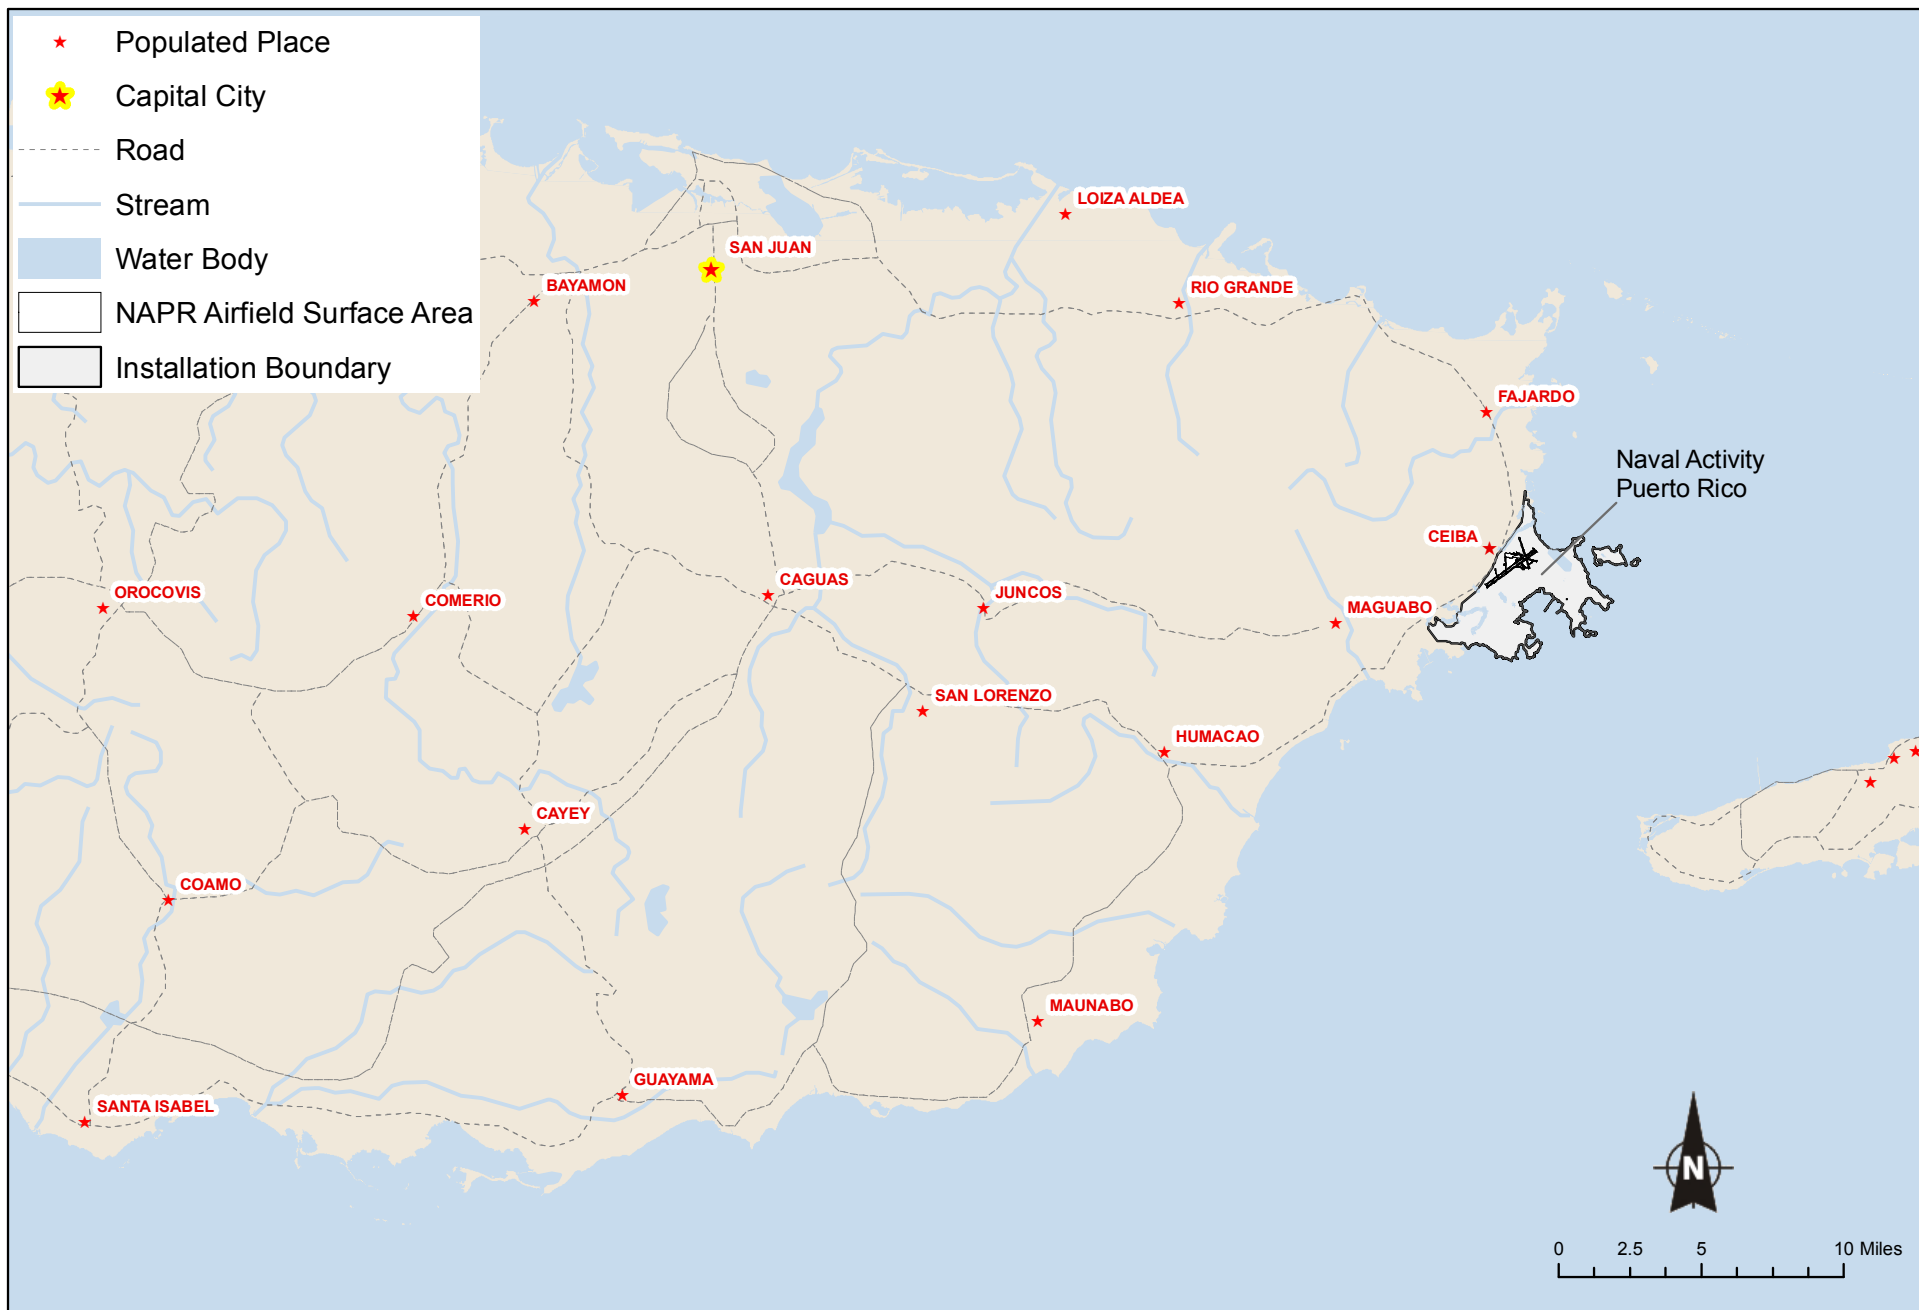 Populated Place
Capital City
Road
Stream
Water Body
NAPR Airfield Surface Area
Installation Boundary
LOIZA ALDEA
SAN JUAN
BAYAMON
RIO GRANDE
FAJARDO
Naval Activity
Puerto Rico
CEIBA
OROCOVIS
COMERIO
CAGUAS
JUNCOS
MAGUABO
SAN LORENZO
HUMACAO
CAYEY
COAMO
MAUNABO
GUAYAMA
SANTA ISABEL
N
0 2.5 5 10 Miles